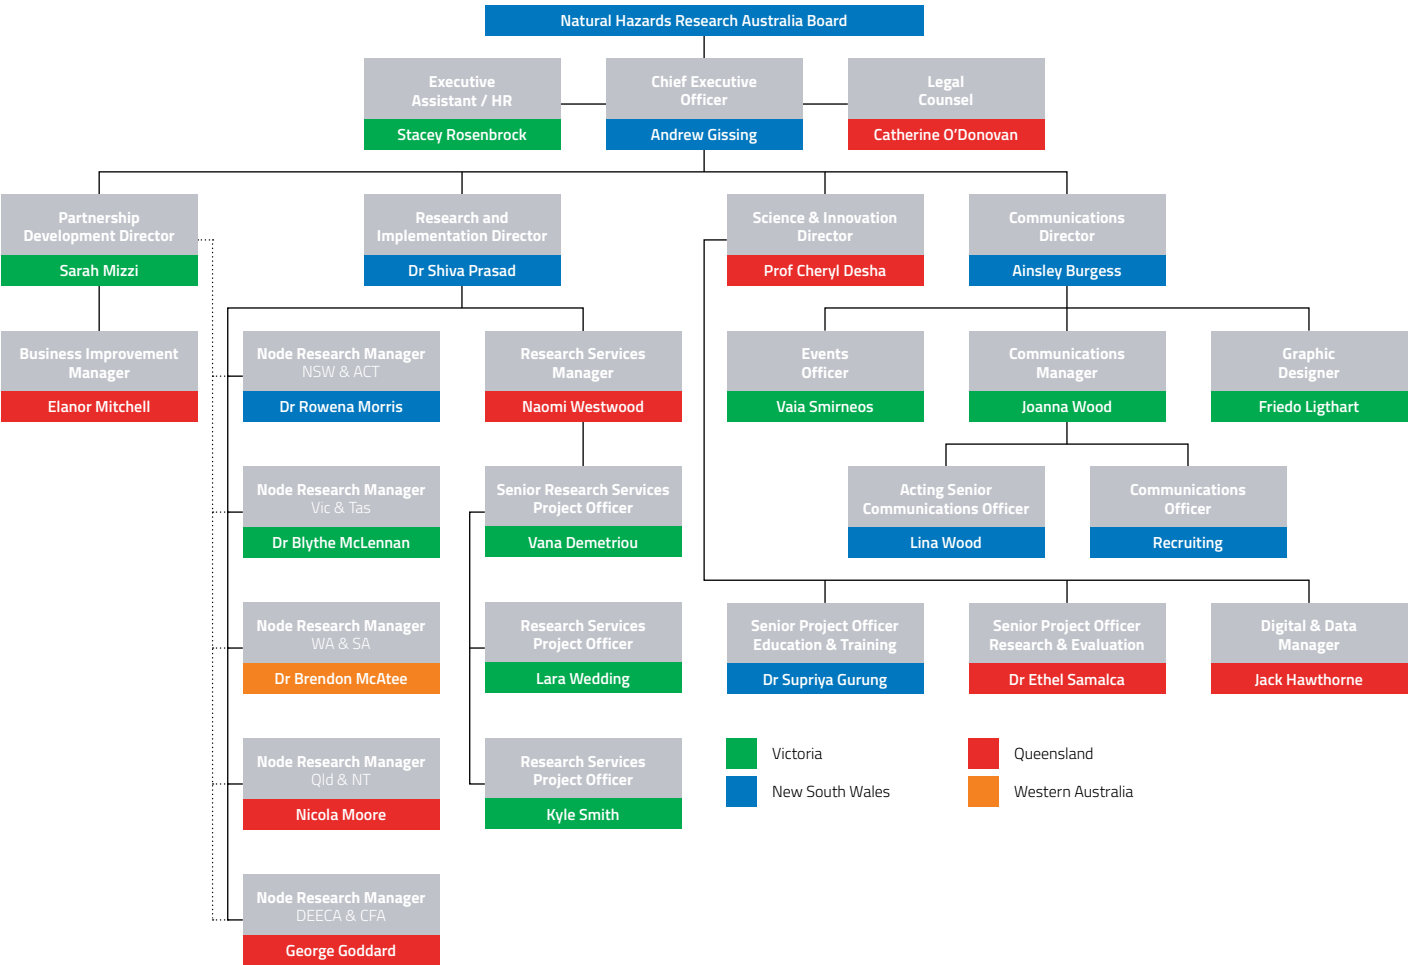 Natural Hazards Research Australia Board
Executive
Assistant / HR
Stacey Rosenbrock
Chief Executive
Officer
Andrew Gissing
Legal
Counsel
Catherine O’Donovan
Partnership
Development Director
Sarah Mizzi
Research and
Implementation Director
Dr Shiva Prasad
Science & Innovation
Director
Prof Cheryl Desha
Communications
Director
Ainsley Burgess
Business Improvement
Manager
Elanor Mitchell
Node Research Manager
NSW & ACT
Dr Rowena Morris
Research Services
Manager
Naomi Westwood
Events
Officer
Vaia Smirneos
Communications
Manager
Joanna Wood
Graphic
Designer
Friedo Ligthart
Node Research Manager
Vic & Tas
Dr Blythe McLennan
Senior Research Services
Project Officer
Vana Demetriou
Acting Senior
Communications Officer
Lina Wood
Communications
Officer
Recruiting
Node Research Manager
WA & SA
Dr Brendon McAtee
Research Services
Project Officer
Lara Wedding
Senior Project Officer
Education & Training
Dr Supriya Gurung
Senior Project Officer
Research & Evaluation
Dr Ethel Samalca
Digital & Data
Manager
Jack Hawthorne
Node Research Manager
Qld & NT
Nicola Moore
Research Services
Project Officer
Kyle Smith
Victoria
Queensland
New South Wales
Western Australia
Node Research Manager
DEECA & CFA
George Goddard